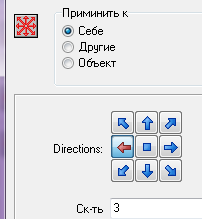 Приминить к
Себе
Другие
Объект
Directions:
Ск-ть 3